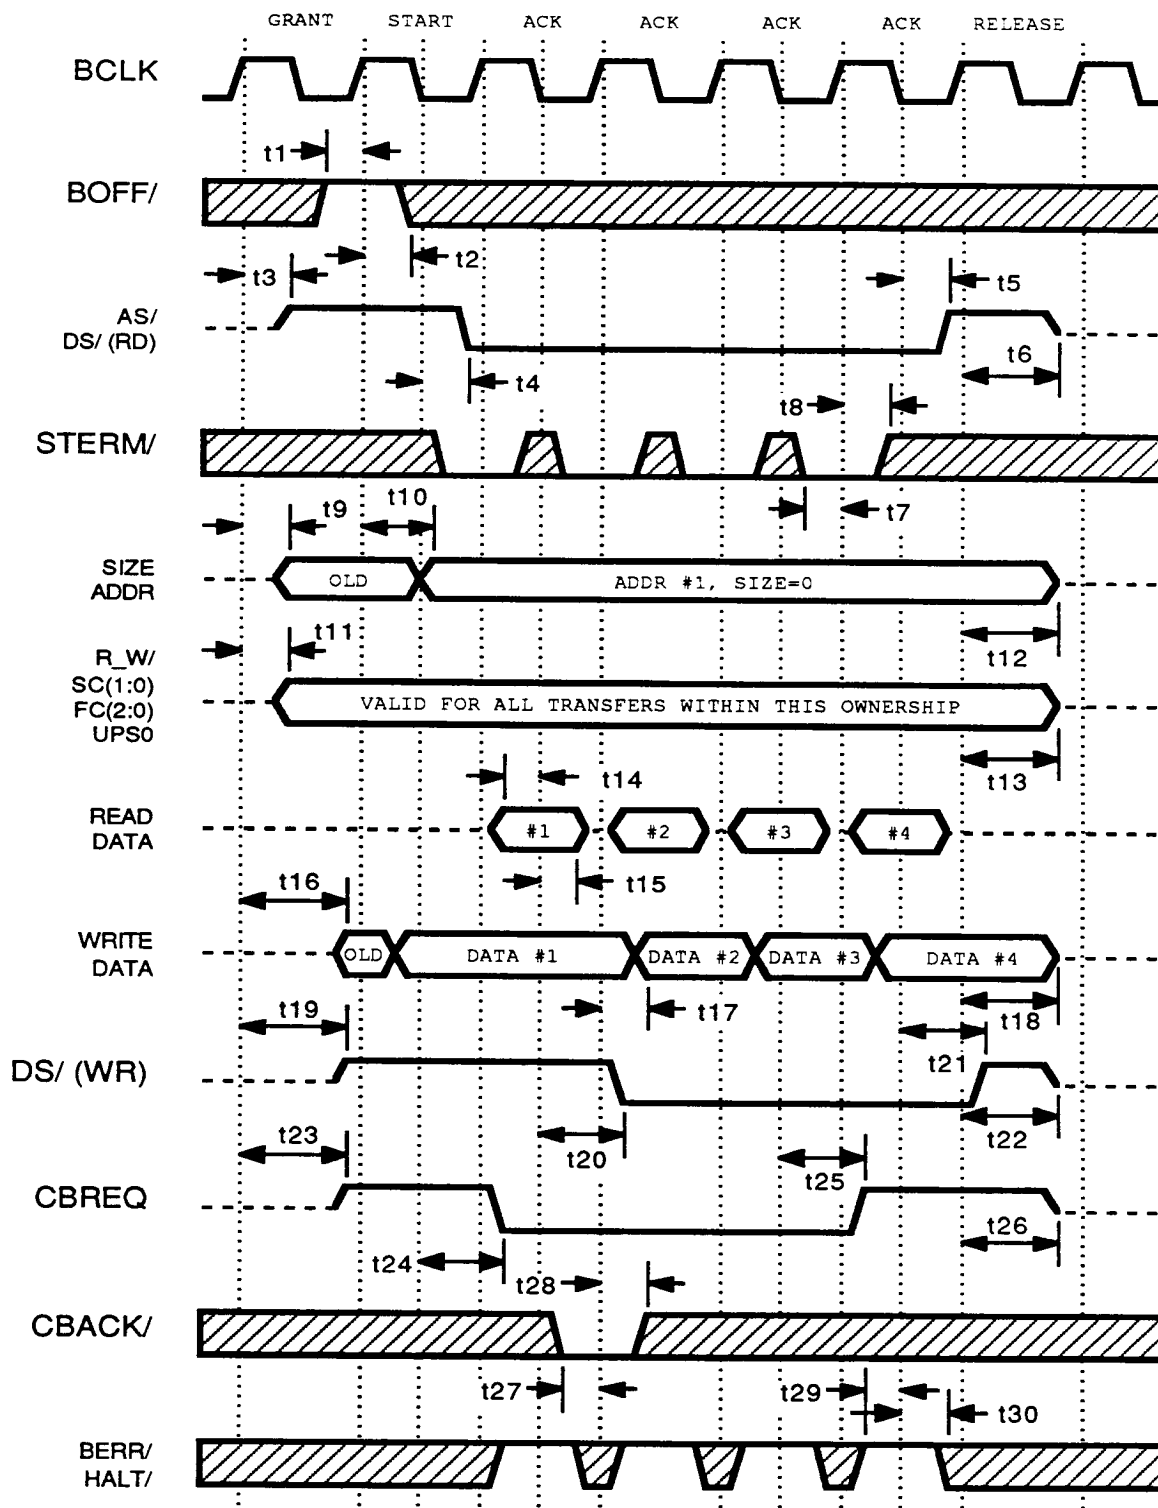 GRANT START ACK ACK ACK ACK RELEASE
BCLK
t1
BOFF/
t2
t3
t5
AS/
DS/ (RD)
t6
t4
t8
STERM/
t7
t9
t10
SIZE
ADDR
OLD ADDR #1, SIZE=0
t11
t12
R_W/
SC(1:0)
FC(2:0)
UPS0
VALID FOR ALL TRANSFERS WITHIN THIS OWNERSHIP
t13
t14
READ
DATA
#1 #2 #3 #4
t15
t16
WRITE
DATA
OLD DATA #1 DATA #2 DATA #3 DATA #4
t17
t18
t19
t21
DS/ (WR)
t22
t20
t23
t25
CBREQ
t26
t24
t28
CBACK/
t27
t29
t30
BERR/
HALT/